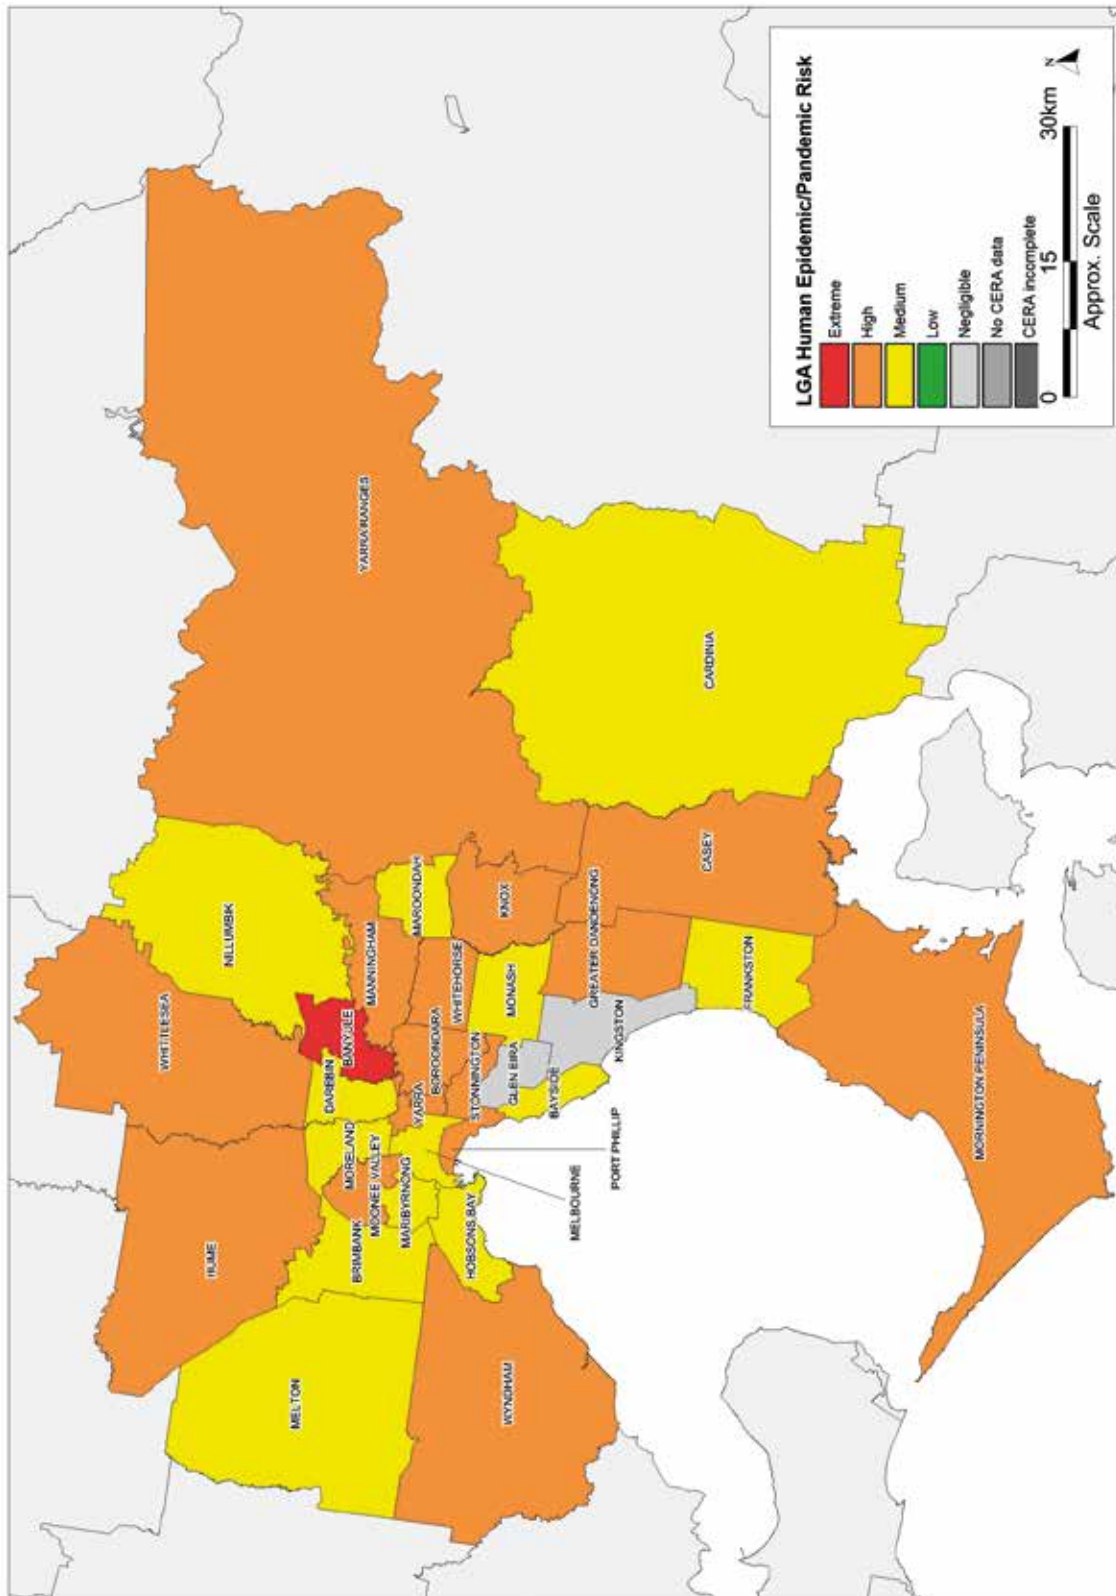 LGA Human Epidemic/Pandemic Risk
Extreme
High
Medium
Low
Negligible
No CERA data
CERA incomplete
0
15
30km
Approx. Scale
N
YARRA RANGES
CARDINIA
NILLUMBIK
WHITTLESEA
BANYULE
DAREBIN
MANNINGHAM
MAROONDAH
KNOX
WHITEHORSE
MONASH
BOROONDARA
YARRA
STONNINGTON
GLEN EIRA
KINGSTON
BAYSIDE
GREATER DANDENONG
CASEY
FRANKSTON
MORNINGTON PENINSULA
HUME
MORELAND
MOONEE VALLEY
MARIBYRNONG
BRIMBANK
HOBSONS BAY
MELBOURNE
PORT PHILLIP
MELTON
WYNDHAM